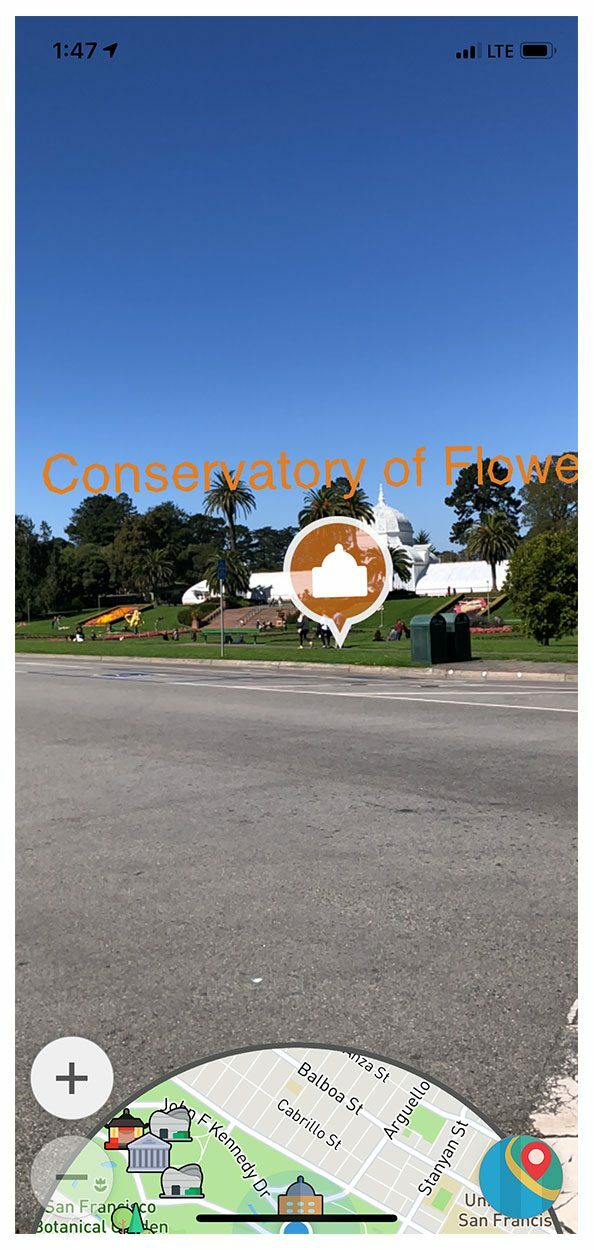 1:47 LTE
Conservatory of Flowe
anza St
Balboa St
Cabrillo St
Arguello
Stanyan St
John F Kennedy Dr
San Francisco
Botanical
Un
San Francis